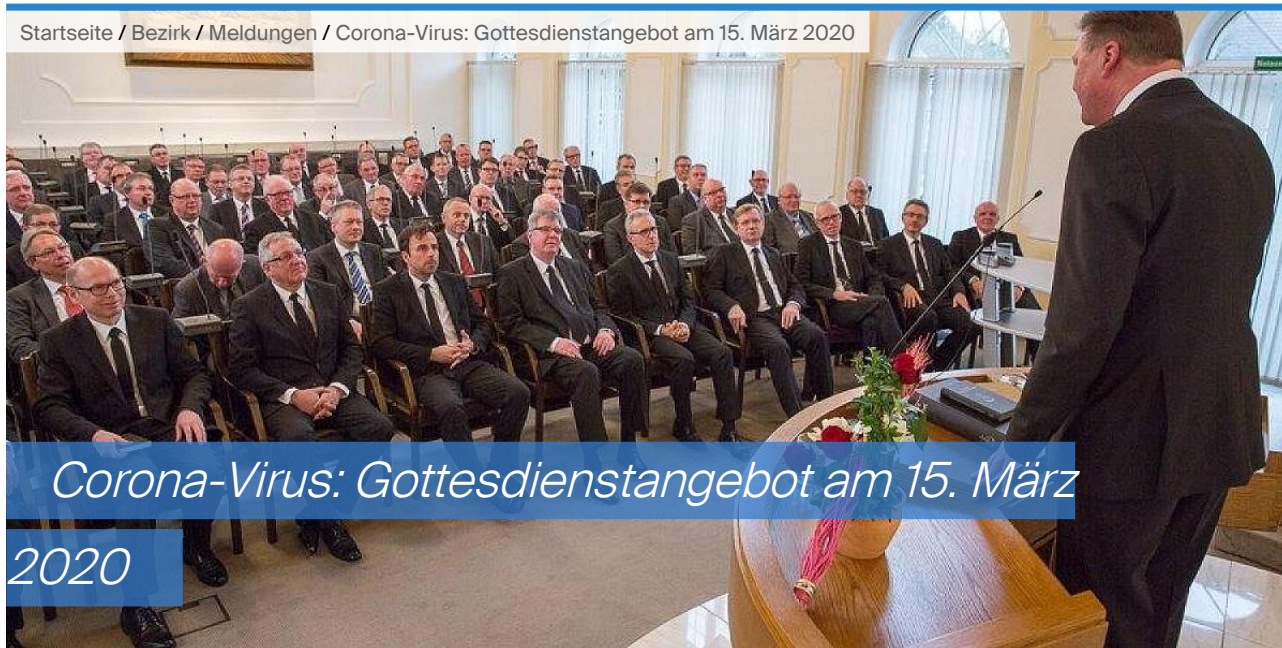 Startseite / Bezirk / Meldungen / Corona-Virus: Gottesdienstangebot am 15. März 2020
Corona-Virus: Gottesdienstangebot am 15. März
2020